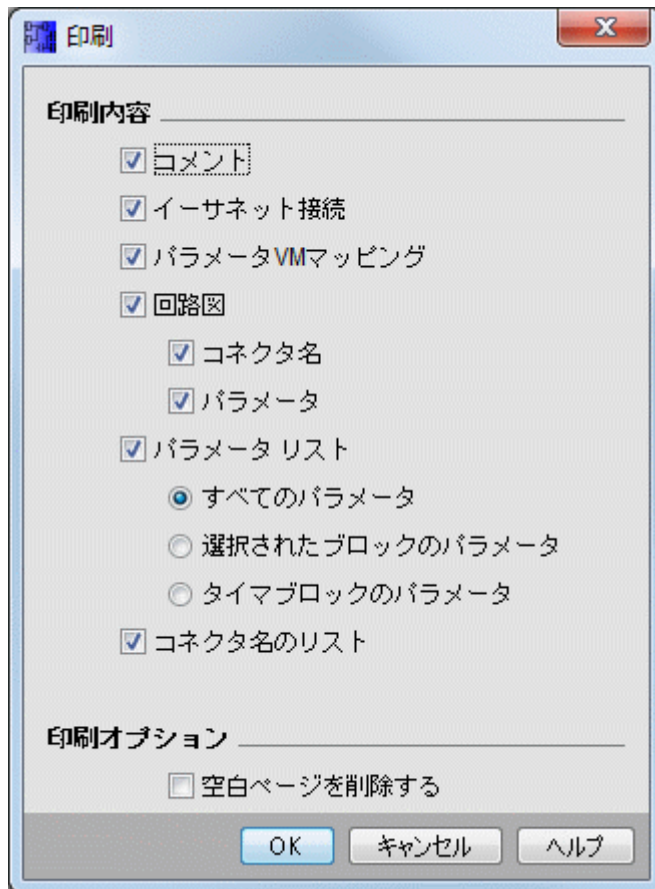 印刷
印刷内容
コメント
イーサネット接続
パラメータVMマッピング
回路図
コネクタ名
パラメータ
パラメータ リスト
すべてのパラメータ
選択されたブロックのパラメータ
タイマブロックのパラメータ
コネクタ名のリスト
印刷オプション
空白ページを削除する
OK キャンセル ヘルプ